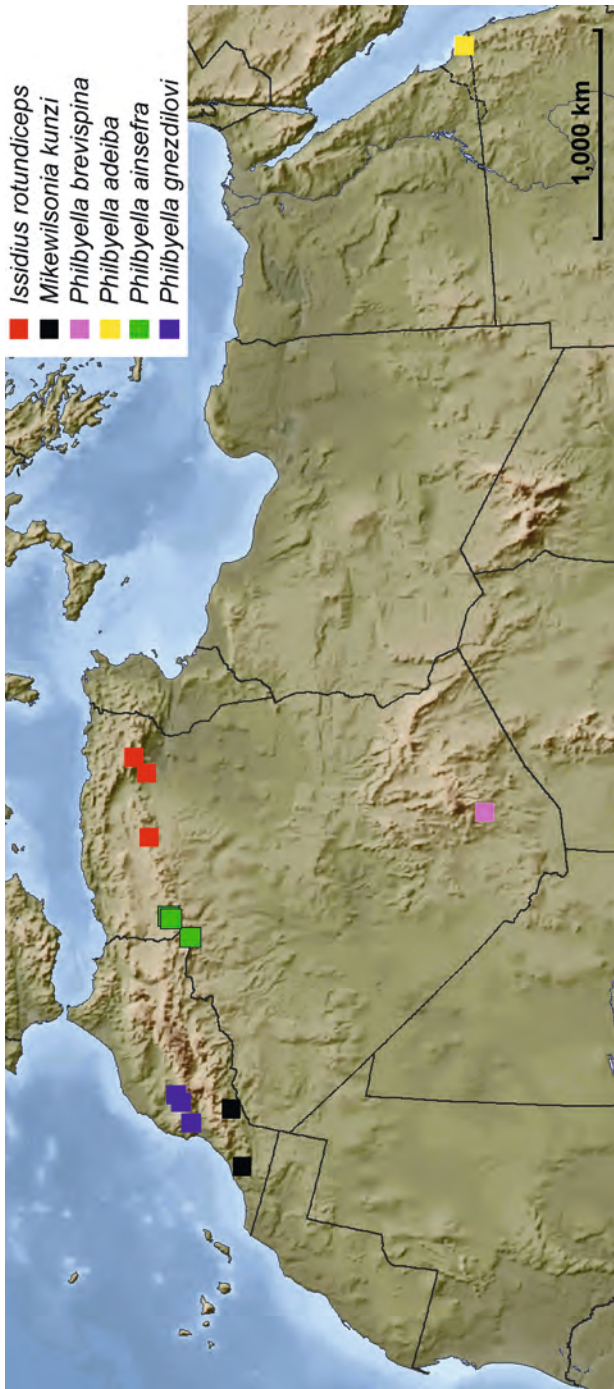 Issidius rotundiceps
Mikewilsonia kunzi
Philbyella brevispina
Philbyella adeiba
Philbyella ainsefra
Philbyella gnezdilovi
1,000 km